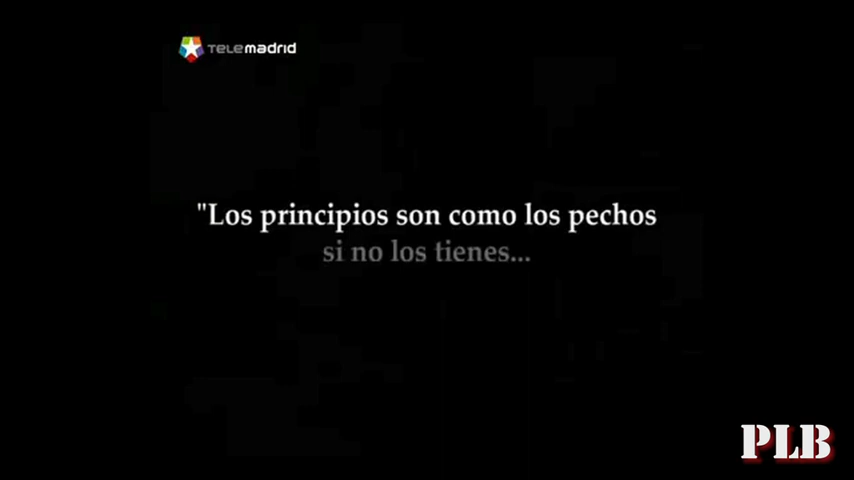 TELEMADRID
"Los principios son como los pechos
si no los tienes...
PLB